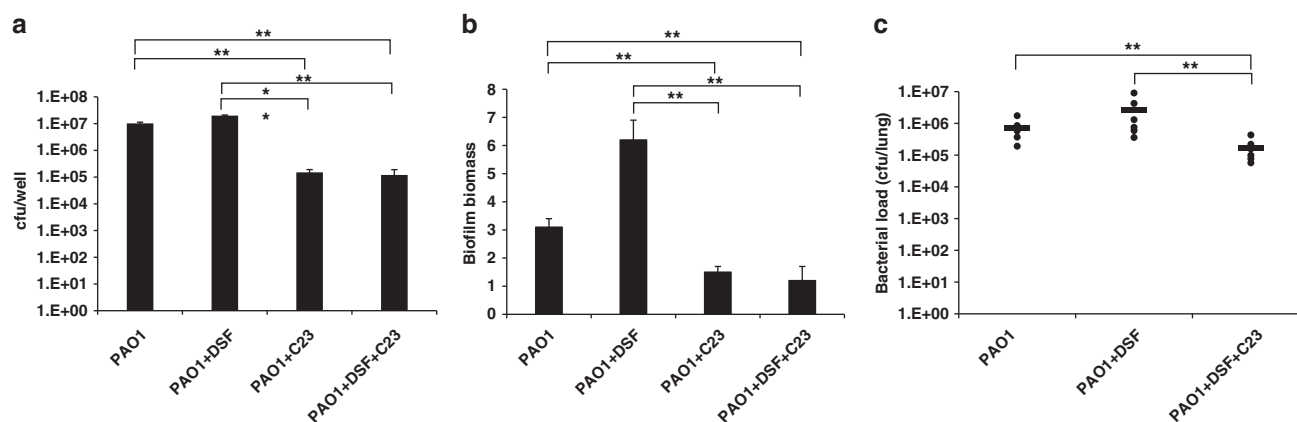 a
**
**
**
*
*
cfu/well
1.E+08
1.E+07
1.E+06
1.E+05
1.E+04
1.E+03
1.E+02
1.E+01
1.E+00
PAO1
PAO1+DSF
PAO1+C23
PAO1+DSF+C23
b
**
**
**
**
Biofilm biomass
8
7
6
5
4
3
2
1
0
PAO1
PAO1+DSF
PAO1+C23
PAO1+DSF+C23
c
**
**
Bacterial load (cfu/lung)
1.E+07
1.E+06
1.E+05
1.E+04
1.E+03
1.E+02
1.E+01
1.E+00
PAO1
PAO1+DSF
PAO1+DSF+C23